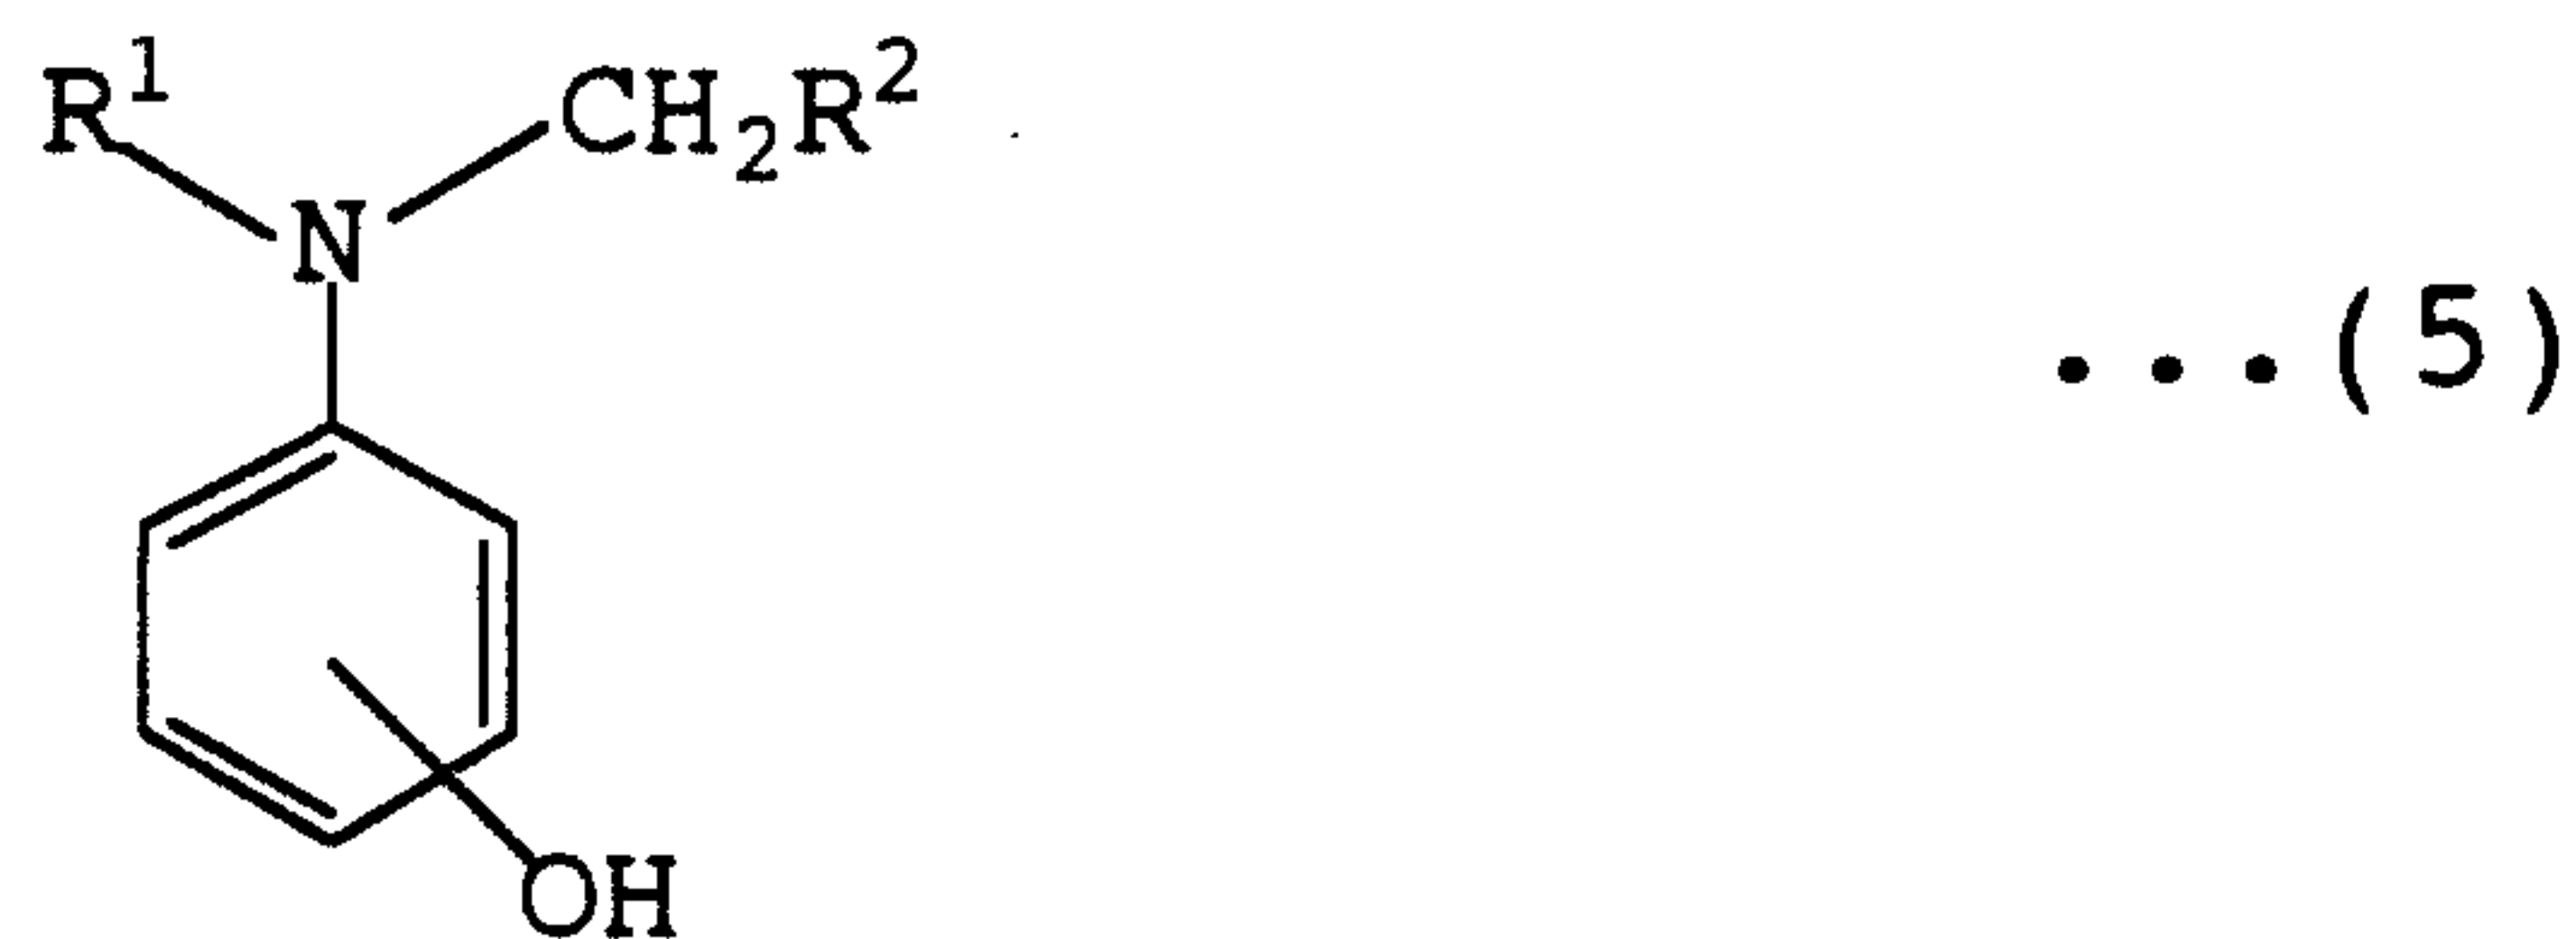 R¹ CH₂R²
N
...(5)
OH